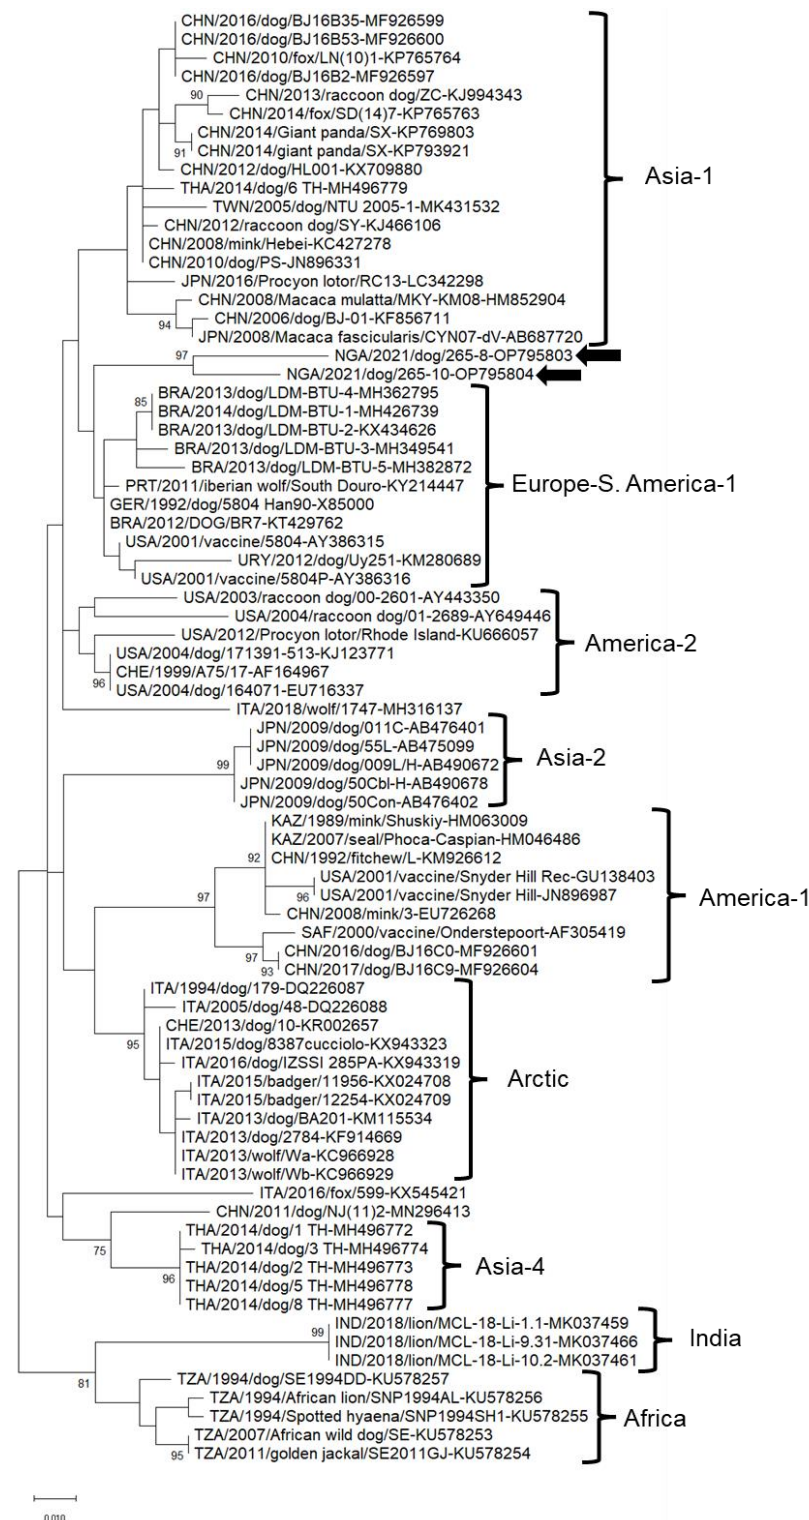 CHN/2016/dog/BJ16B35-MF926599
CHN/2016/dog/BJ16B53-MF926600
CHN/2010/fox/LN(10)1-KP765764
CHN/2016/dog/BJ16B2-MF926597
90
CHN/2013/raccoon dog/ZC-KJ994343
CHN/2014/fox/SD(14)7-KP765763
CHN/2014/Giant panda/SX-KP769803
91
CHN/2014/giant panda/SX-KP793921
CHN/2012/dog/HL001-KX709880
Asia-1
THA/2014/dog/6 TH-MH496779
TWN/2005/dog/NTU 2005-1-MK431532
CHN/2012/raccoon dog/SY-KJ466106
CHN/2008/mink/Hebei-KC427278
CHN/2010/dog/PS-JN896331
JPN/2016/Procyon lotor/RC13-LC342298
CHN/2008/Macaca mulatta/MKY-KM08-HM852904
94
CHN/2006/dog/BJ-01-KF856711
JPN/2008/Macaca fascicularis/CYN07-dV-AB687720
97
NGA/2021/dog/265-8-OP795803
NGA/2021/dog/265-10-OP795804
BRA/2013/dog/LDM-BTU-4-MH362795
85
BRA/2014/dog/LDM-BTU-1-MH426739
BRA/2013/dog/LDM-BTU-2-KX434626
BRA/2013/dog/LDM-BTU-3-MH349541
BRA/2013/dog/LDM-BTU-5-MH382872
PRT/2011/iberian wolf/South Douro-KY214447
Europe-S. America-1
GER/1992/dog/5804 Han90-X85000
BRA/2012/DOG/BR7-KT429762
USA/2001/vaccine/5804-AY386315
URY/2012/dog/Uy251-KM280689
USA/2001/vaccine/5804P-AY386316
USA/2003/raccoon dog/00-2601-AY443350
USA/2004/raccoon dog/01-2689-AY649446
USA/2012/Procyon lotor/Rhode Island-KU666057
America-2
USA/2004/dog/171391-513-KJ123771
CHE/1999/A75/17-AF164967
96
USA/2004/dog/164071-EU716337
ITA/2018/wolf/1747-MH316137
JPN/2009/dog/011C-AB476401
JPN/2009/dog/55L-AB475099
99
JPN/2009/dog/009L/H-AB490672
Asia-2
JPN/2009/dog/50Cbl-H-AB490678
JPN/2009/dog/50Con-AB476402
KAZ/1989/mink/Shuskiy-HM063009
KAZ/2007/seal/Phoca-Caspian-HM046486
92
CHN/1992/fitchew/L-KM926612
USA/2001/vaccine/Snyder Hill Rec-GU138403
97
96
USA/2001/vaccine/Snyder Hill-JN896987
America-1
CHN/2008/mink/3-EU726268
SAF/2000/vaccine/Onderstepoort-AF305419
97
CHN/2016/dog/BJ16C0-MF926601
93
CHN/2017/dog/BJ16C9-MF926604
ITA/1994/dog/179-DQ226087
ITA/2005/dog/48-DQ226088
CHE/2013/dog/10-KR002657
95
ITA/2015/dog/8387cucciolo-KX943323
ITA/2016/dog/IZSSI 285PA-KX943319
ITA/2015/badger/11956-KX024708
Arctic
ITA/2015/badger/12254-KX024709
ITA/2013/dog/BA201-KM115534
ITA/2013/dog/2784-KF914669
ITA/2013/wolf/Wa-KC966928
ITA/2013/wolf/Wb-KC966929
ITA/2016/fox/599-KX545421
CHN/2011/dog/NJ(11)2-MN296413
THA/2014/dog/1 TH-MH496772
75
THA/2014/dog/3 TH-MH496774
THA/2014/dog/2 TH-MH496773
Asia-4
96
THA/2014/dog/5 TH-MH496778
THA/2014/dog/8 TH-MH496777
IND/2018/lion/MCL-18-Li-1.1-MK037459
99
IND/2018/lion/MCL-18-Li-9.31-MK037466
India
IND/2018/lion/MCL-18-Li-10.2-MK037461
81
TZA/1994/dog/SE1994DD-KU578257
TZA/1994/African lion/SNP1994AL-KU578256
TZA/1994/Spotted hyaena/SNP1994SH1-KU578255
Africa
TZA/2007/African wild dog/SE-KU578253
95
TZA/2011/golden jackal/SE2011GJ-KU578254
0.010